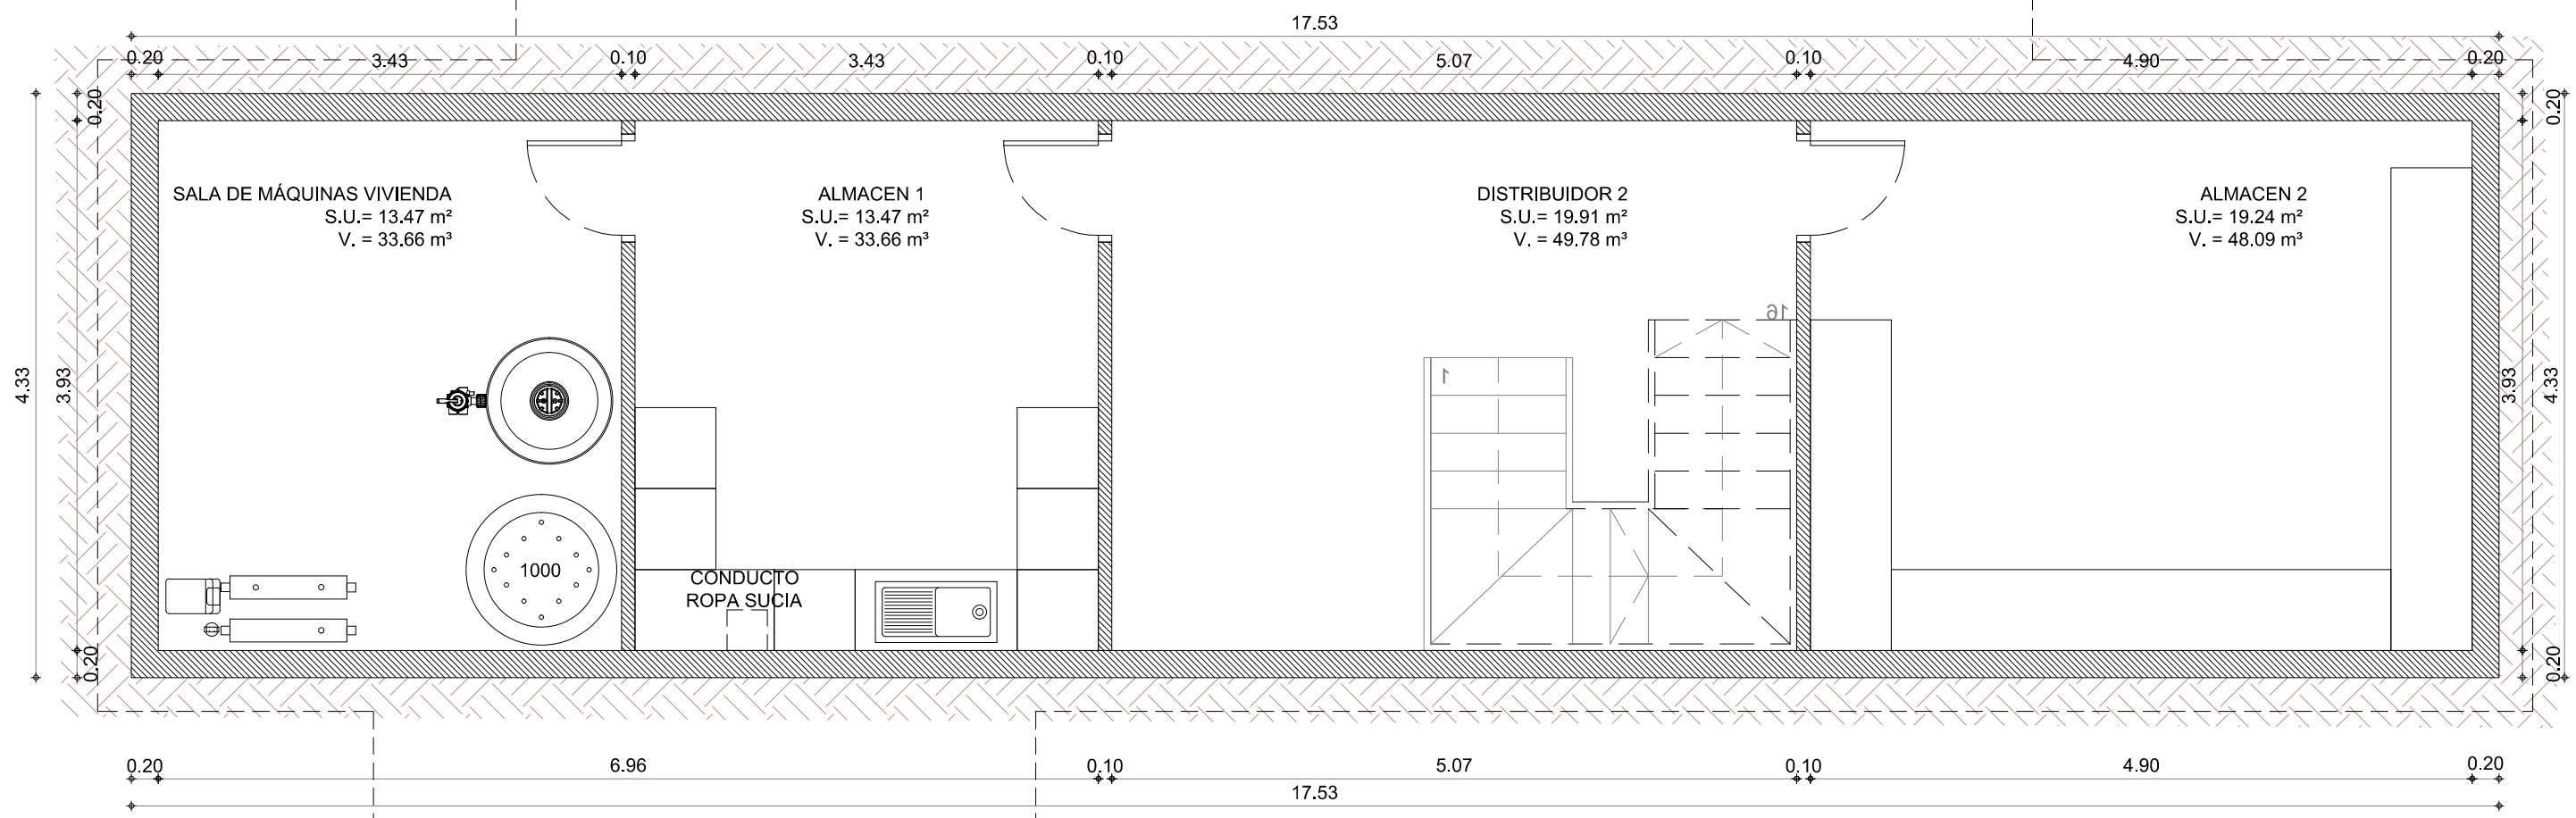 17.53
0.20 3.43 0.10 3.43 0.10 5.07 0.10 4.90 0.20
0.20 0.20
SALA DE MÁQUINAS VIVIENDA
S.U.= 13.47 m²
V. = 33.66 m³
ALMACEN 1
S.U.= 13.47 m²
V. = 33.66 m³
DISTRIBUIDOR 2
S.U.= 19.91 m²
V. = 49.78 m³
ALMACEN 2
S.U.= 19.24 m²
V. = 48.09 m³
16
1
4.33 3.93 3.93 4.33
1000
CONDUCTO
ROPA SUCIA
0.20 0.20
0.20 6.96 0.10 5.07 0.10 4.90 0.20
17.53